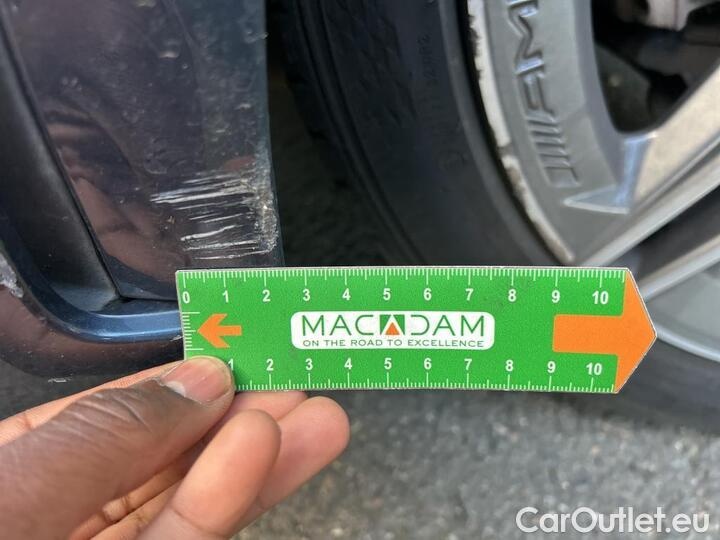 AMG
0 1 2 3 4 5 6 7 8 9 10
MACADAM
ON THE ROAD TO EXCELLENCE
1 2 3 4 5 6 7 8 9 10
CarOutlet.eu